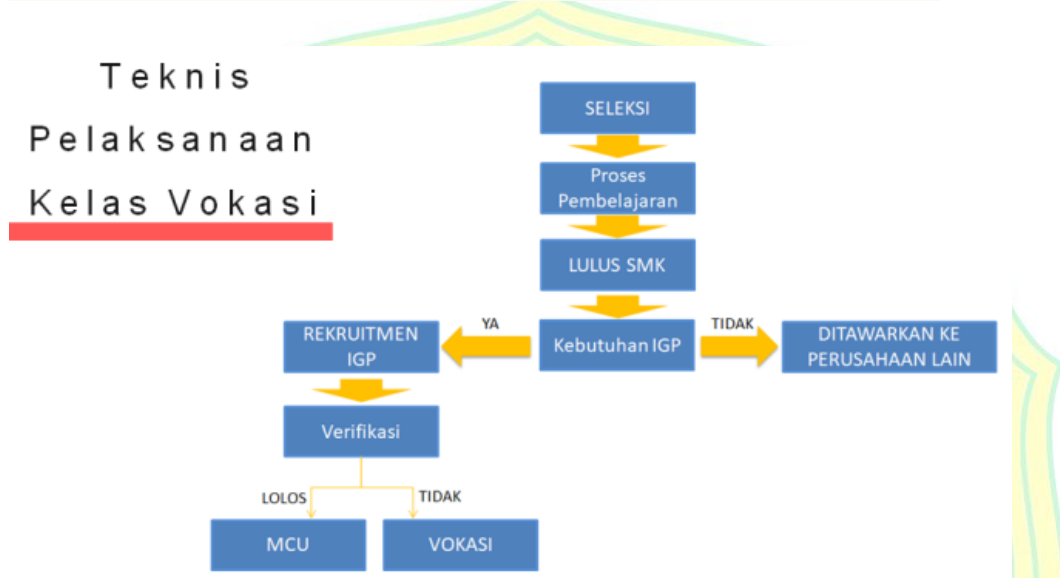 Teknis
Pelaksanaan
Kelas Vokasi
SELEKSI
Proses
Pembelajaran
LULUS SMK
Kebutuhan IGP
YA
TIDAK
REKRUITMEN
IGP
DITAWARKAN KE
PERUSAHAAN LAIN
Verifikasi
LOLOS
TIDAK
MCU
VOKASI